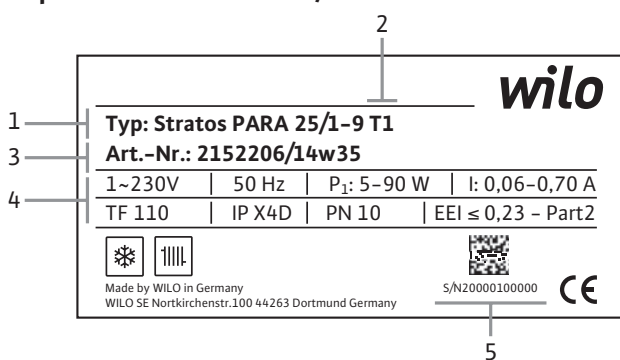 2
wilo
1
Typ: Stratos PARA 25/1-9 T1
3
Art.-Nr.: 2152206/14w35
4
1~230V | 50 Hz | P₁: 5-90 W | I: 0,06-0,70 A
TF 110 | IP X4D | PN 10 | EEI ≤ 0,23 - Part2
Made by WILO in Germany
WILO SE Nortkirchenstr.100 44263 Dortmund Germany
S/N20000100000
CE
5